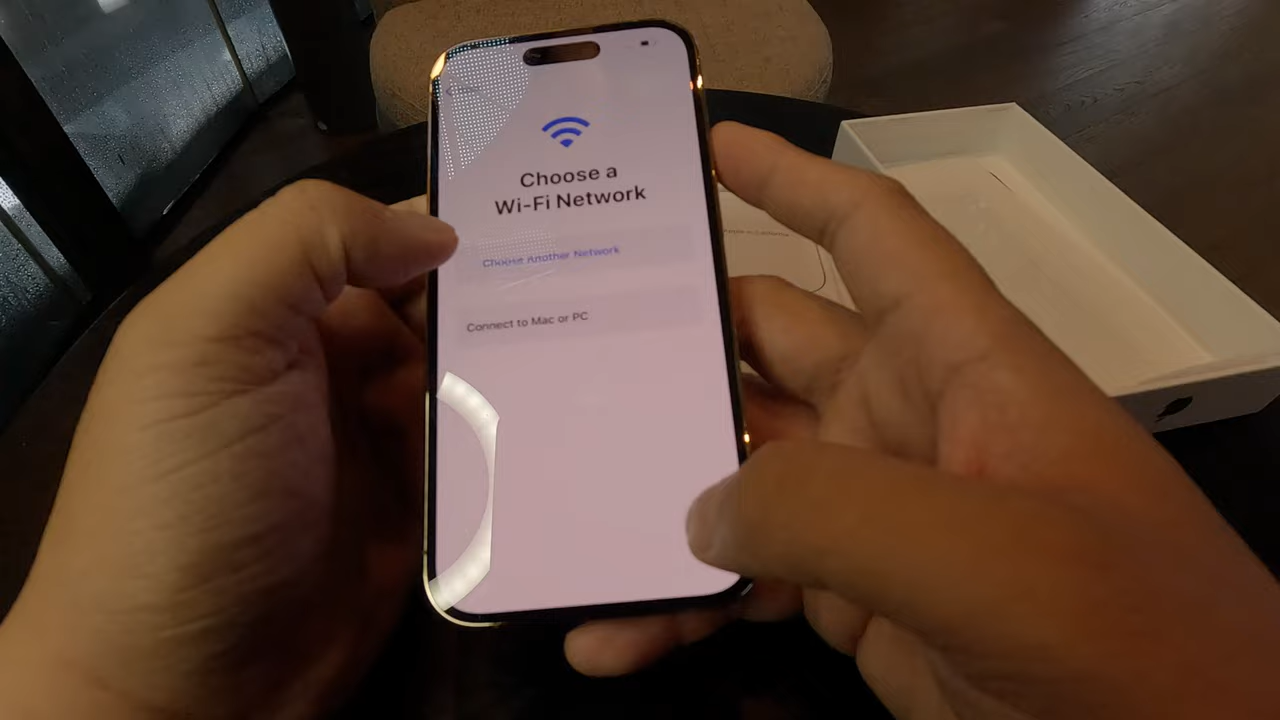 Choose a
Wi-Fi Network
Choose Another Network
Connect to Mac or PC